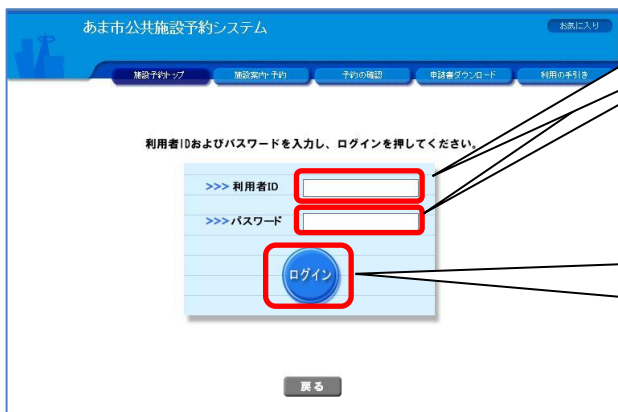 あま市公共施設予約システム
お気に入り
施設予約トップ 施設案内・予約 予約の確認 申請書ダウンロード 利用の手引き
利用者IDおよびパスワードを入力し、ログインを押してください。
>>> 利用者ID
>>> パスワード
ログイン
戻る